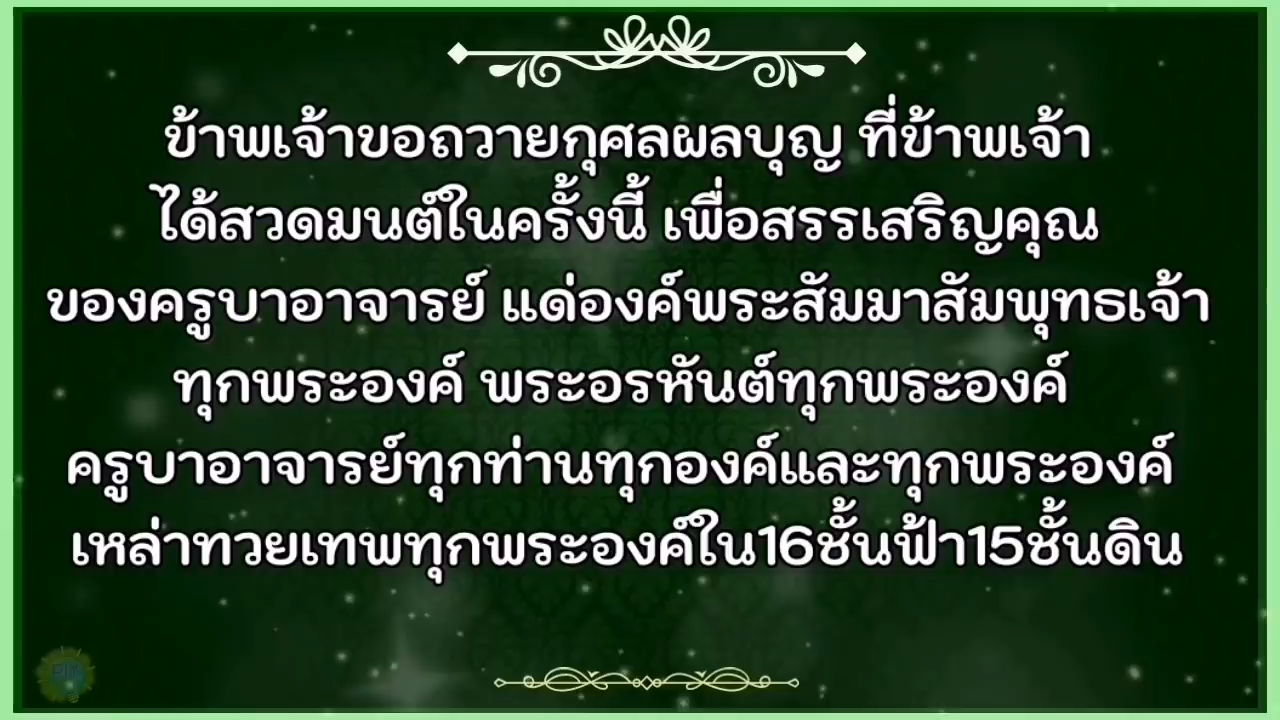 ข้าพเจ้าขอถวายกุศลผลบุญ ที่ข้าพเจ้า
ได้สวดมนต์ในครั้งนี้ เพื่อสรรเสริญคุณ
ของครูบาอาจารย์ แด่องค์พระสัมมาสัมพุทธเจ้า
ทุกพระองค์ พระอรหันต์ทุกพระองค์
ครูบาอาจารย์ทุกท่านทุกองค์และทุกพระองค์
เหล่าทวยเทพทุกพระองค์ใน16ชั้นฟ้า15ชั้นดิน